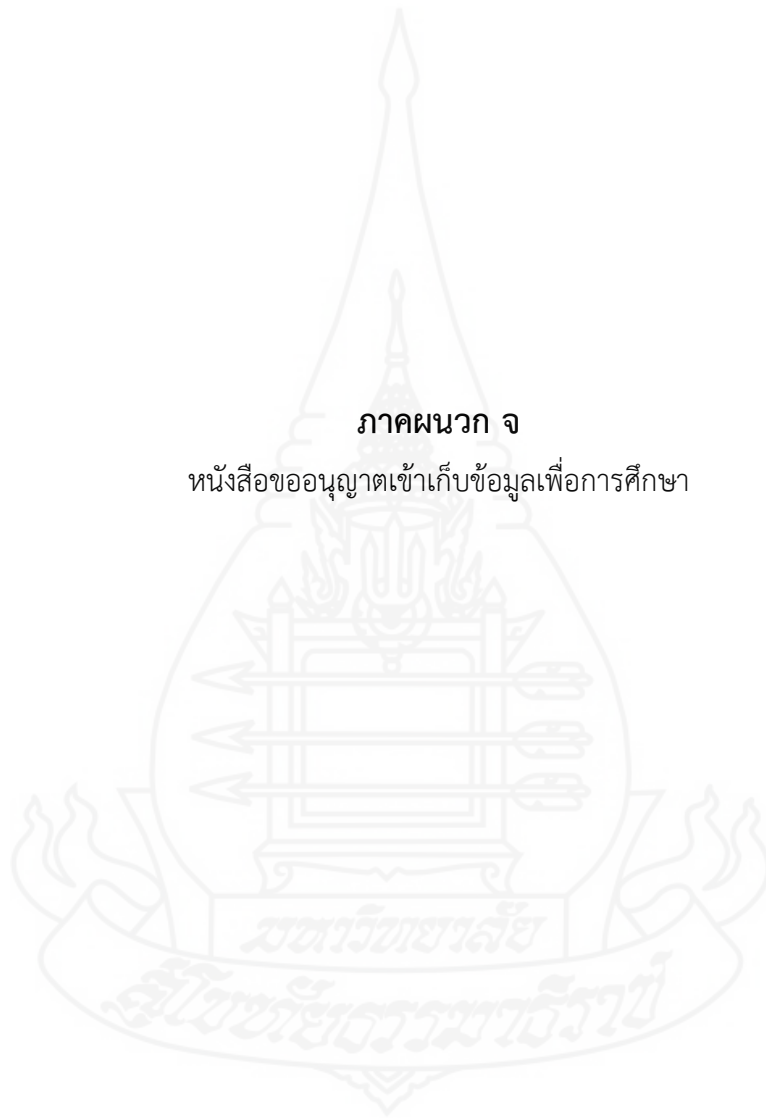 ภาคผนวก จ
หนังสือขออนุญาตเข้าเก็บข้อมูลเพื่อการศึกษา
มหาวิทยาลัย
สุโขทัยธรรมาธิราช